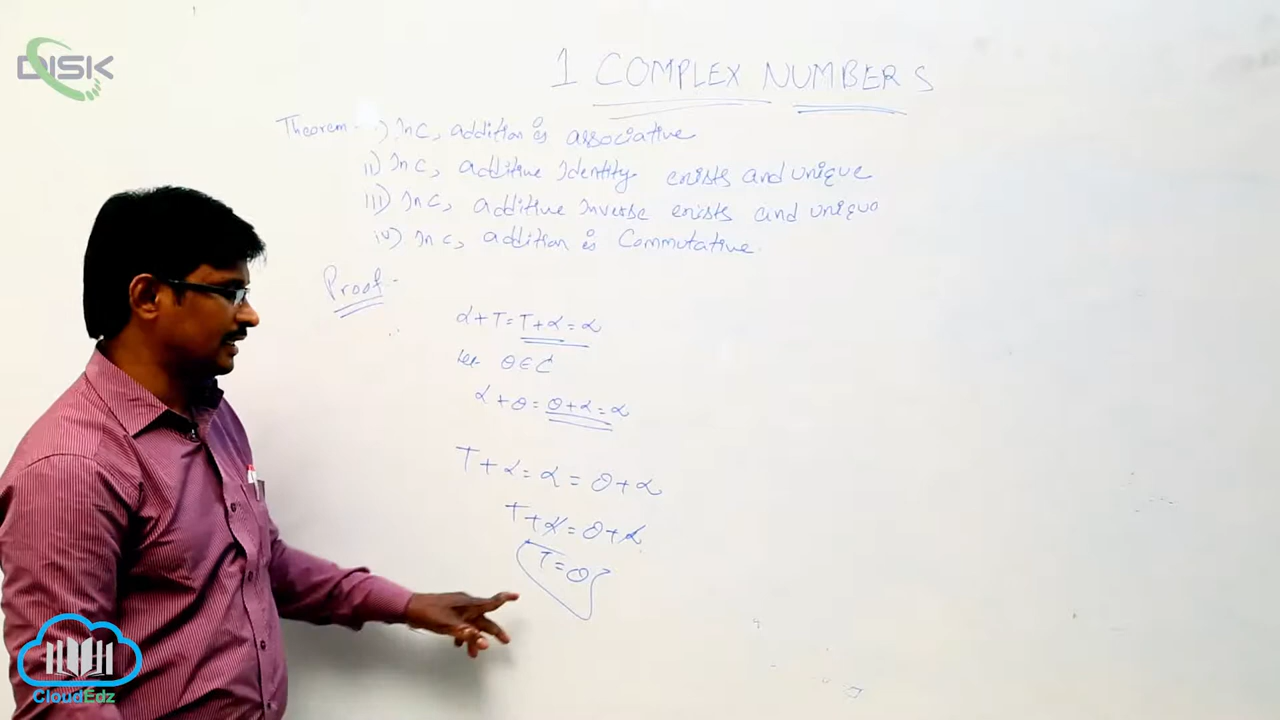 DISK
1 COMPLEX NUMBERS
Theorem - i) In C, addition is associative
ii) In C, additive Identity exists and unique
iii) In C, additive Inverse exists and unique
iv) In C, addition is Commutative.
Proof -
α+T = T+α = α
Let θ ∈ C
α+θ = θ+α = α
T+α = α = θ+α
T+α = θ+α
T=θ
CloudEdz